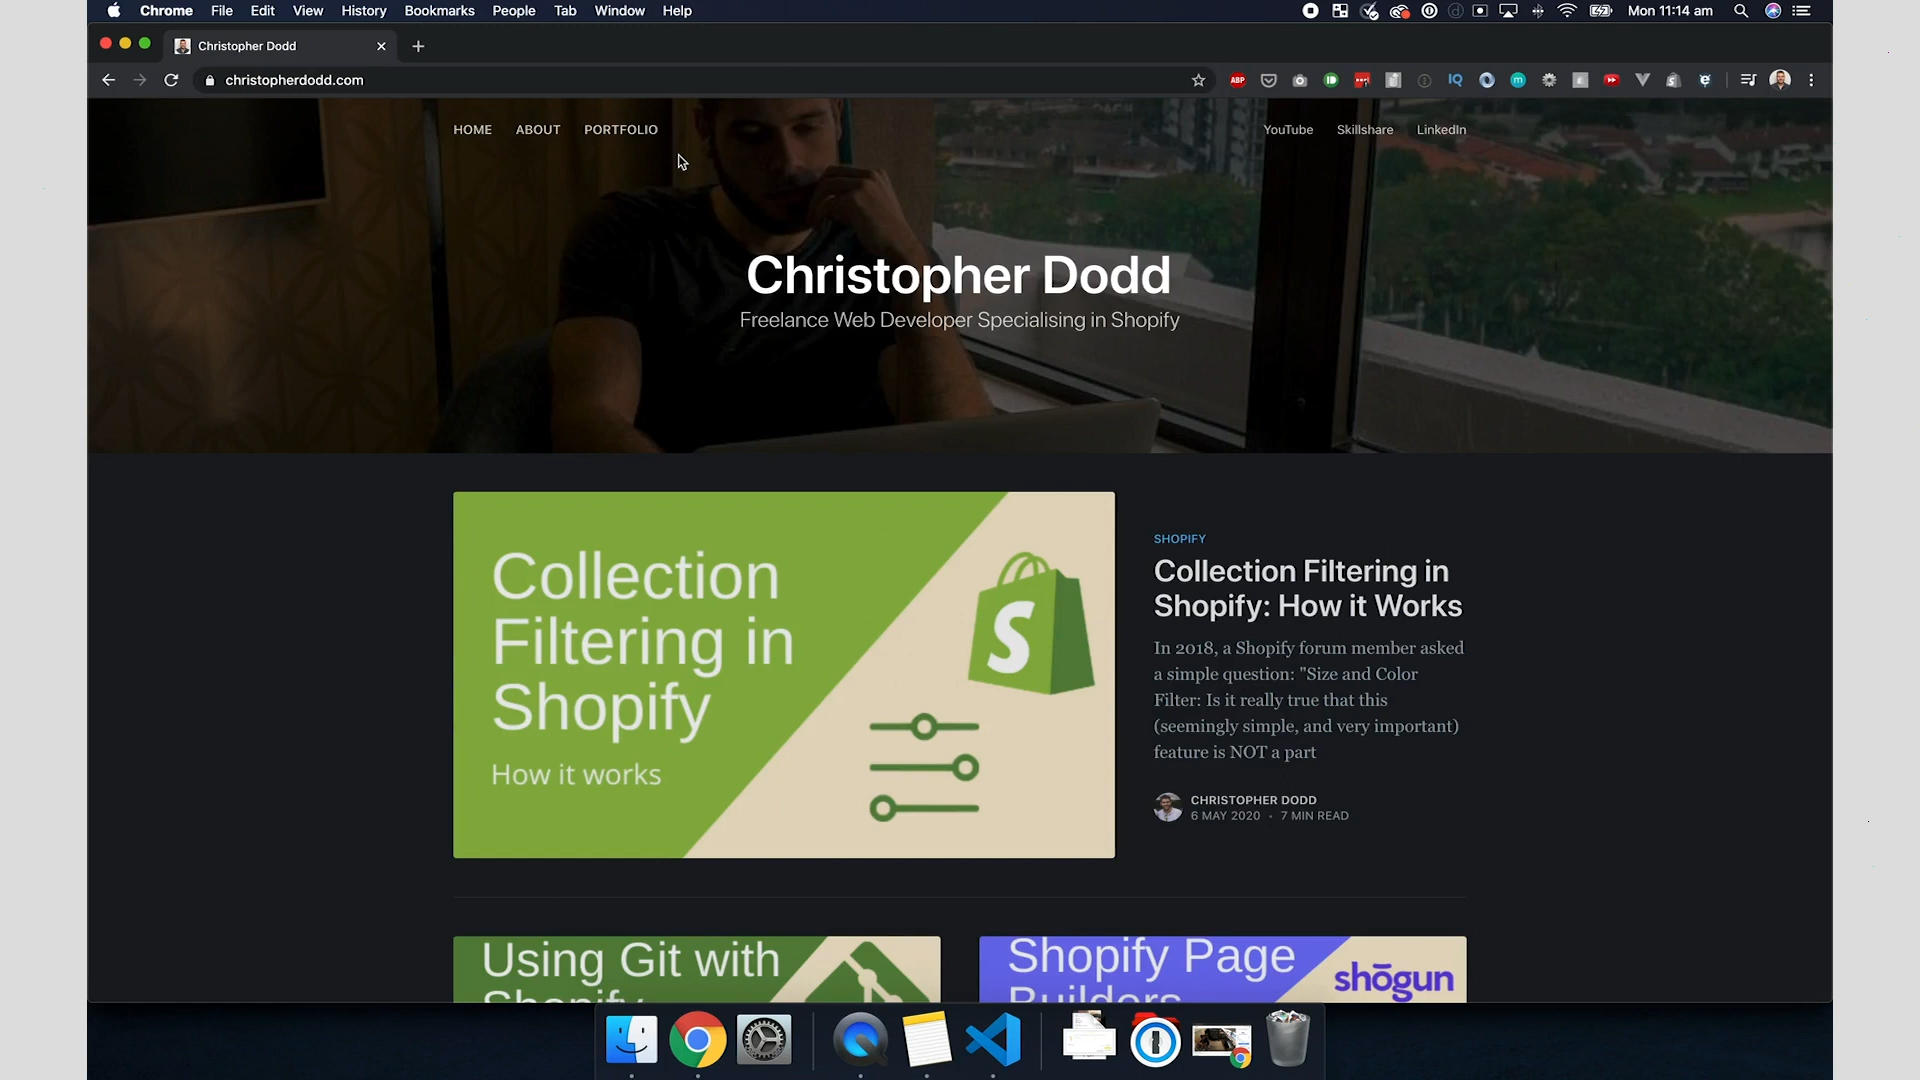 Chrome File Edit View History Bookmarks People Tab Window Help
Mon 11:14 am
Christopher Dodd
christopherdodd.com
ABP
IQ
HOME ABOUT PORTFOLIO
YouTube Skillshare LinkedIn
Christopher Dodd
Freelance Web Developer Specialising in Shopify
Collection
Filtering in
Shopify
How it works
SHOPIFY
Collection Filtering in
Shopify: How it Works
In 2018, a Shopify forum member asked
a simple question: "Size and Color
Filter: Is it really true that this
(seemingly simple, and very important)
feature is NOT a part
CHRISTOPHER DODD
6 MAY 2020 • 7 MIN READ
Using Git with
Shopify
Shopify Page
Builders
shōgun